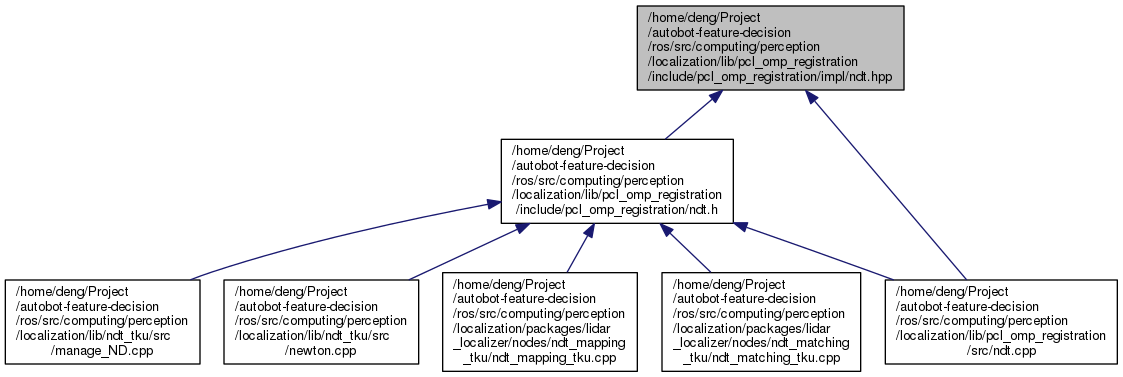 /home/deng/Project
/autobot-feature-decision
/ros/src/computing/perception
/localization/lib/pcl_omp_registration
/include/pcl_omp_registration/impl/ndt.hpp
/home/deng/Project
/autobot-feature-decision
/ros/src/computing/perception
/localization/lib/pcl_omp_registration
/include/pcl_omp_registration/ndt.h
/home/deng/Project
/autobot-feature-decision
/ros/src/computing/perception
/localization/lib/ndt_tku/src
/manage_ND.cpp
/home/deng/Project
/autobot-feature-decision
/ros/src/computing/perception
/localization/lib/ndt_tku/src
/newton.cpp
/home/deng/Project
/autobot-feature-decision
/ros/src/computing/perception
/localization/packages/lidar
_localizer/nodes/ndt_mapping
_tku/ndt_mapping_tku.cpp
/home/deng/Project
/autobot-feature-decision
/ros/src/computing/perception
/localization/packages/lidar
_localizer/nodes/ndt_matching
_tku/ndt_matching_tku.cpp
/home/deng/Project
/autobot-feature-decision
/ros/src/computing/perception
/localization/lib/pcl_omp_registration
/src/ndt.cpp